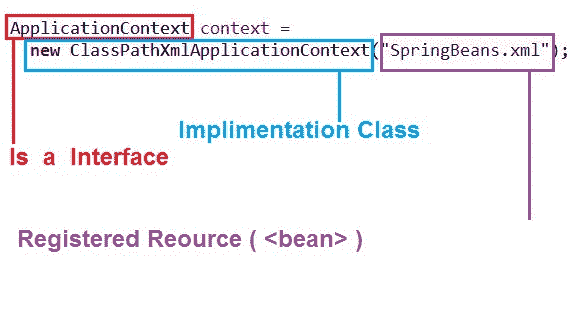 ApplicationContext context =
new ClassPathXmlApplicationContext("SpringBeans.xml");
Implimentation Class
Is a Interface
Registered Reource ( <bean> )